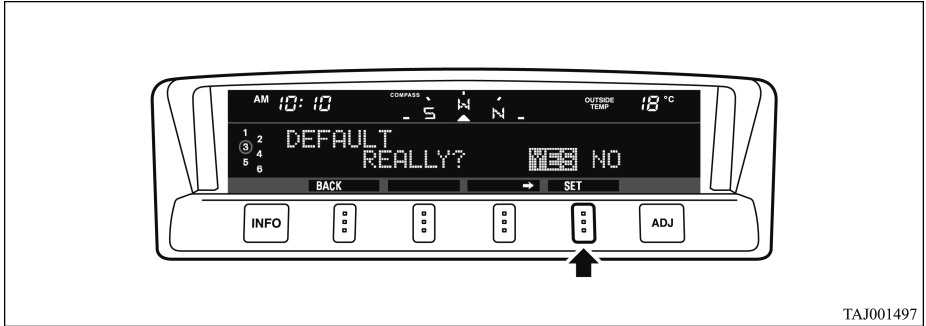 AM 10:10 COMPASS S W N OUTSIDE TEMP 18 °C
1 2
3 4
5 6
DEFAULT
REALLY? YES NO
BACK → SET
INFO ADJ
TAJ001497